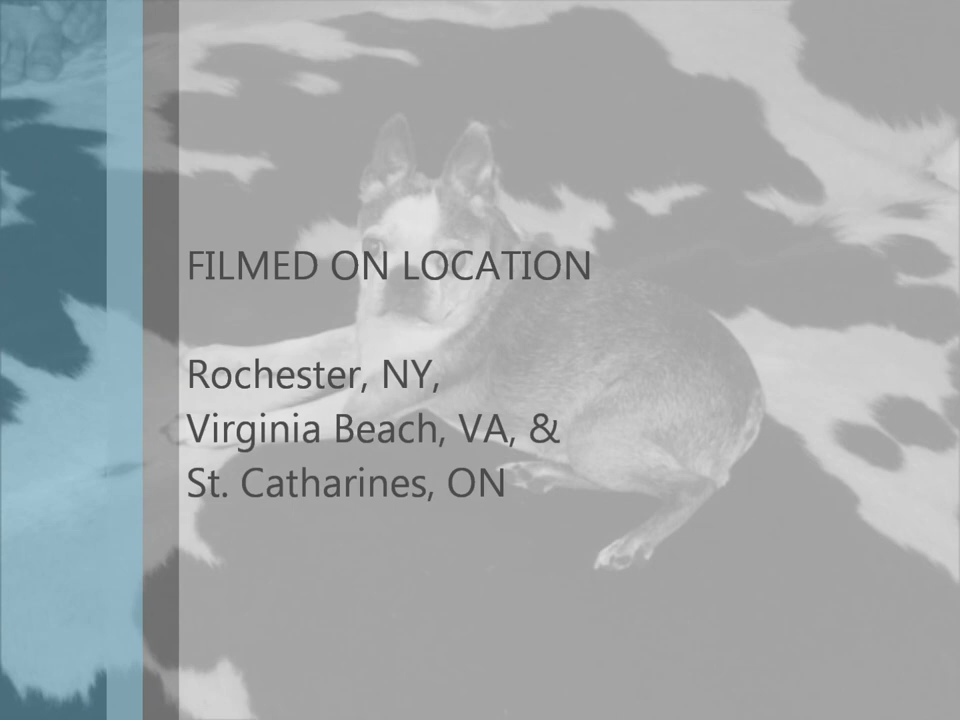 FILMED ON LOCATION
Rochester, NY,
Virginia Beach, VA, &
St. Catharines, ON